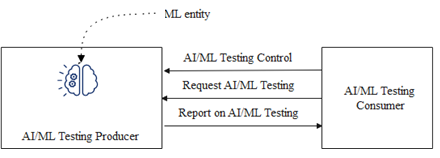 ML entity
AI/ML Testing Control
Request AI/ML Testing
AI/ML Testing
Consumer
Report on AI/ML Testing
AI/ML Testing Producer